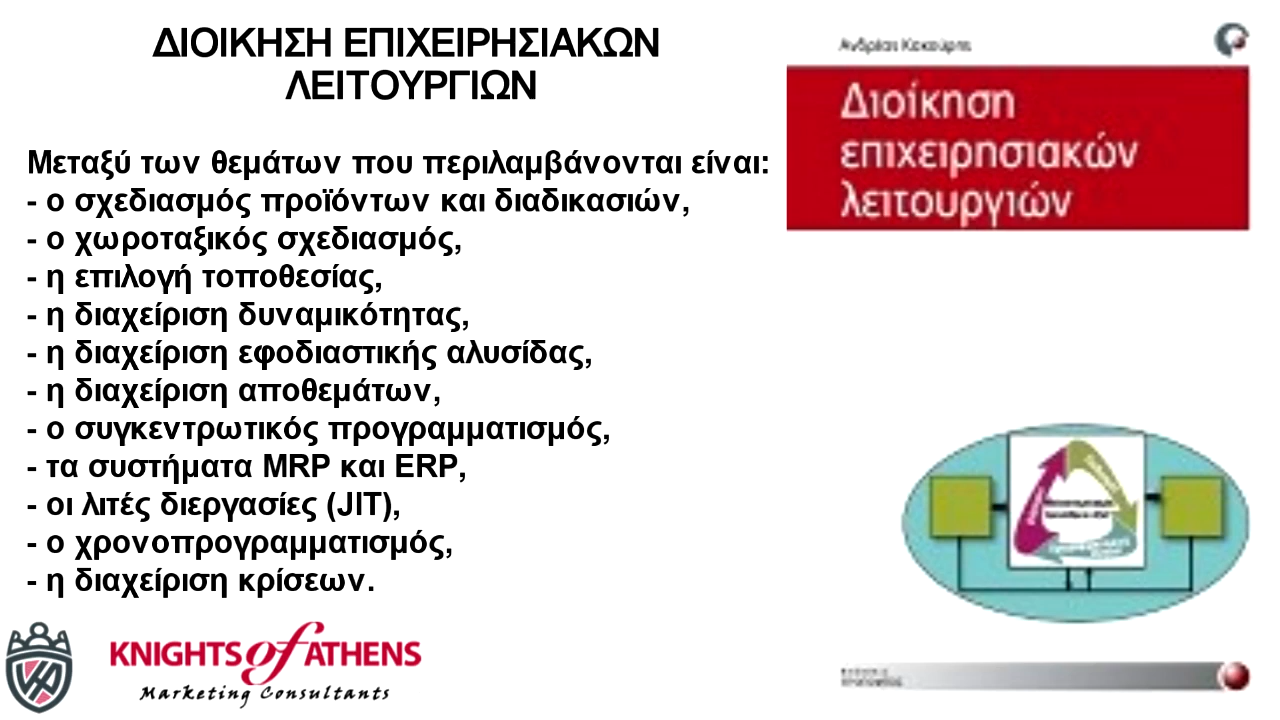 ΔΙΟΙΚΗΣΗ ΕΠΙΧΕΙΡΗΣΙΑΚΩΝ
ΛΕΙΤΟΥΡΓΙΩΝ
Μεταξύ των θεμάτων που περιλαμβάνονται είναι:
- ο σχεδιασμός προϊόντων και διαδικασιών,
- ο χωροταξικός σχεδιασμός,
- η επιλογή τοποθεσίας,
- η διαχείριση δυναμικότητας,
- η διαχείριση εφοδιαστικής αλυσίδας,
- η διαχείριση αποθεμάτων,
- ο συγκεντρωτικός προγραμματισμός,
- τα συστήματα MRP και ERP,
- οι λιτές διεργασίες (JIT),
- ο χρονοπρογραμματισμός,
- η διαχείριση κρίσεων.
KNIGHTS of ATHENS
Marketing Consultants
Ανδρέας
Διοίκηση
επιχειρησιακών
λειτουργιών